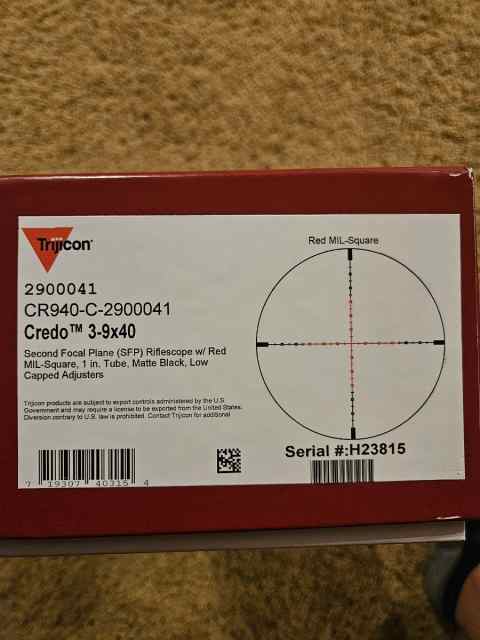 Trijicon®
2900041
CR940-C-2900041
Credo™ 3-9x40
Second Focal Plane (SFP) Riflescope w/ Red
MIL-Square, 1 in. Tube, Matte Black, Low
Capped Adjusters
Trijicon products are subject to export controls administered by the U.S.
Government and may require a license to be exported from the United States.
Diversion contrary to U.S. law is prohibited. Contact Trijicon for additional
7 19307 40315 4
Red MIL-Square
Serial #:H23815